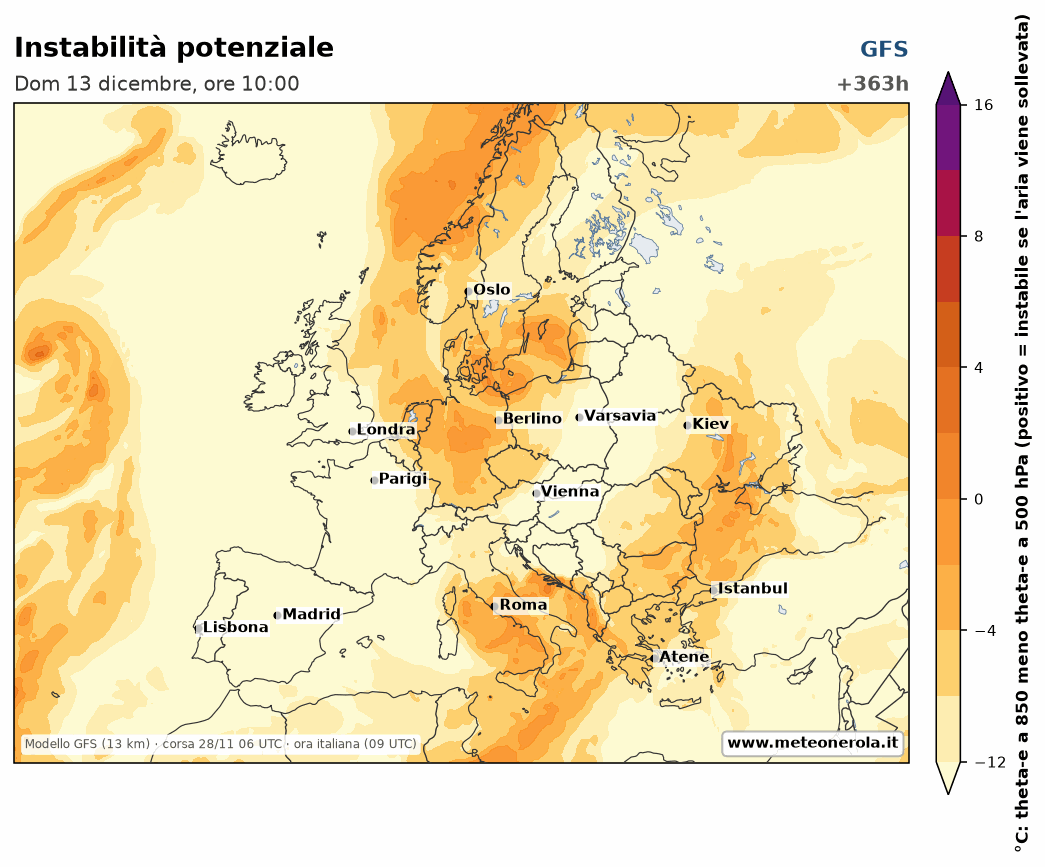 Instabilità potenziale
GFS
Dom 13 dicembre, ore 10:00
+363h
Oslo
Londra
Berlino
Varsavia
Kiev
Parigi
Vienna
Roma
Istanbul
Madrid
Lisbona
Atene
Modello GFS (13 km) · corsa 28/11 06 UTC · ora italiana (09 UTC)
www.meteonerola.it
16
8
4
0
−4
−12
°C: theta-e a 850 meno theta-e a 500 hPa (positivo = instabile se l'aria viene sollevata)